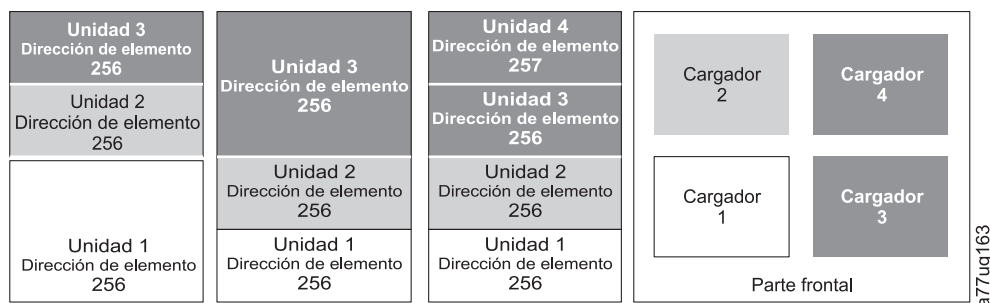 Unidad 3
Dirección de elemento
256
Unidad 2
Dirección de elemento
256
Unidad 1
Dirección de elemento
256
Unidad 3
Dirección de elemento
256
Unidad 2
Dirección de elemento
256
Unidad 1
Dirección de elemento
256
Unidad 4
Dirección de elemento
257
Unidad 3
Dirección de elemento
256
Unidad 2
Dirección de elemento
256
Unidad 1
Dirección de elemento
256
Cargador
2
Cargador
4
Cargador
1
Cargador
3
Parte frontal
a77ug163